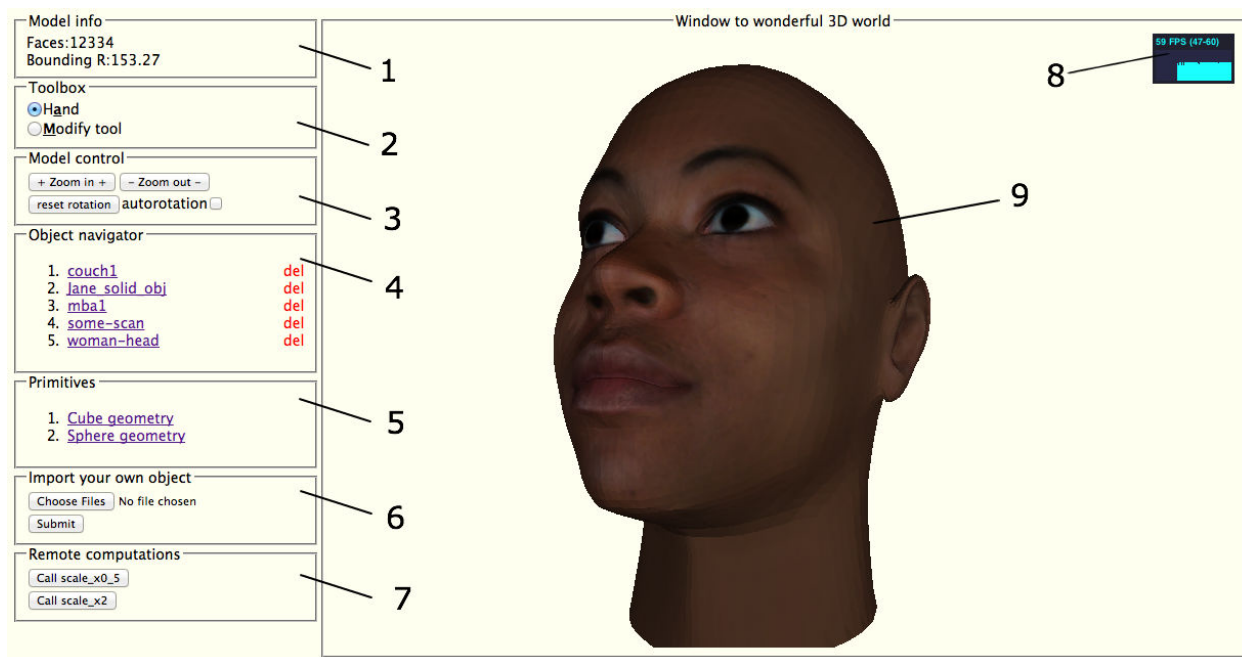 Model info
Faces:12334
Bounding R:153.27
1
Toolbox
Hand
Modify tool
2
Model control
+ Zoom in + - Zoom out -
reset rotation autorotation
3
Object navigator
1. couch1 del
2. Jane_solid_obj del
3. mba1 del
4. some-scan del
5. woman-head del
4
Primitives
1. Cube geometry
2. Sphere geometry
5
Import your own object
Choose Files No file chosen
Submit
6
Remote computations
Call scale_x0_5
Call scale_x2
7
Window to wonderful 3D world
59 FPS (47-60)
8
9